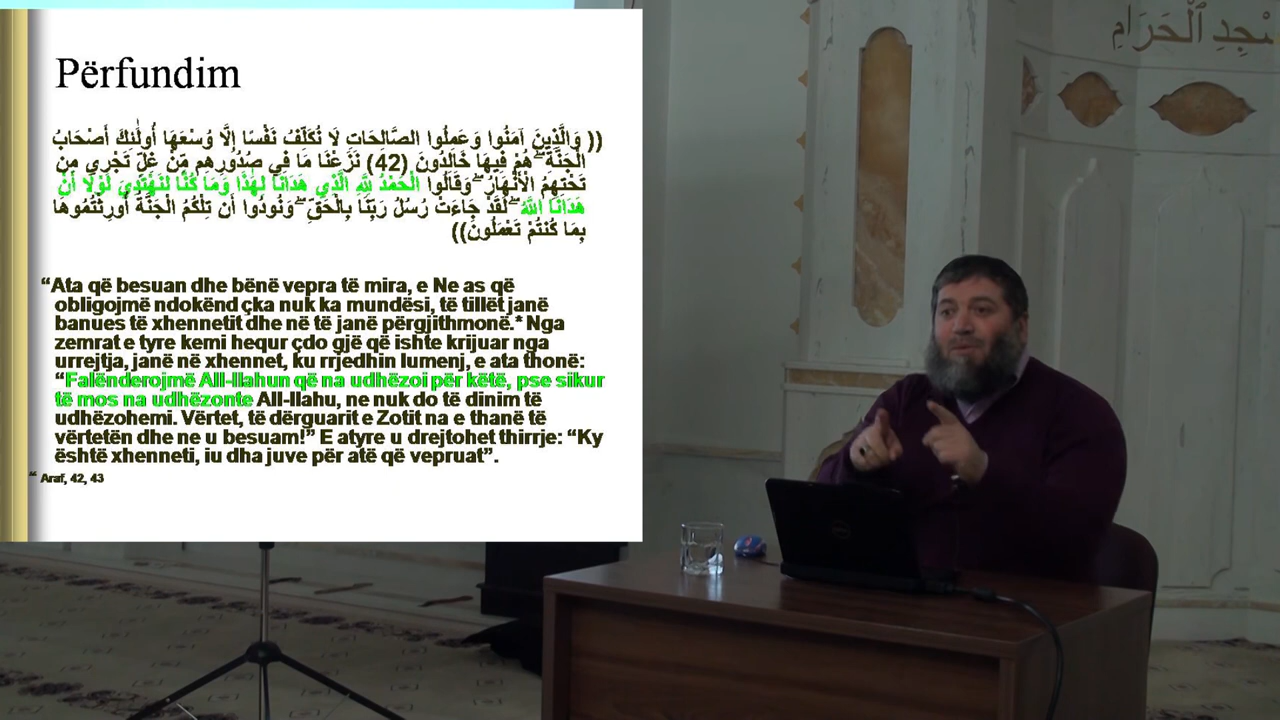 Përfundim
(( وَالَّذِينَ آمَنُوا وَعَمِلُوا الصَّالِحَاتِ لَا نُكَلِّفُ نَفْسًا إِلَّا وُسْعَهَا أُولَٰئِكَ أَصْحَابُ
الْجَنَّةِ ۖ هُمْ فِيهَا خَالِدُونَ (42) نَزَعْنَا مَا فِي صُدُورِهِم مِّنْ غِلٍّ تَجْرِي مِن
تَحْتِهِمُ الْأَنْهَارُ ۖ وَقَالُوا الْحَمْدُ لِلَّهِ الَّذِي هَدَانَا لِهَٰذَا وَمَا كُنَّا لِنَهْتَدِيَ لَوْلَا أَنْ
هَدَانَا اللَّهُ ۖ لَقَدْ جَاءَتْ رُسُلُ رَبِّنَا بِالْحَقِّ ۖ وَنُودُوا أَن تِلْكُمُ الْجَنَّةُ أُورِثْتُمُوهَا
بِمَا كُنتُمْ تَعْمَلُونَ))
“Ata që besuan dhe bënë vepra të mira, e Ne as që
obligojmë ndokënd çka nuk ka mundësi, të tillët janë
banues të xhennetit dhe në të janë përgjithmonë.* Nga
zemrat e tyre kemi hequr çdo gjë që ishte krijuar nga
urrejtja, janë në xhennet, ku rrjedhin lumenj, e ata thonë:
“Falënderojmë All-llahun që na udhëzoi për këtë, pse sikur
të mos na udhëzonte All-llahu, ne nuk do të dinim të
udhëzohemi. Vërtet, të dërguarit e Zotit na e thanë të
vërtetën dhe ne u besuam!” E atyre u drejtohet thirrje: “Ky
është xhenneti, iu dha juve për atë që vepruat”.
“ Araf, 42, 43
الْحَرَامِ